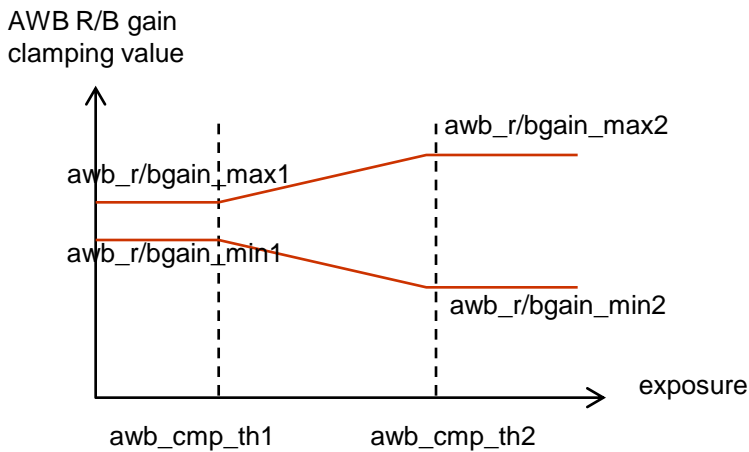 AWB R/B gain
clamping value
awb_r/bgain_max2
awb_r/bgain_max1
awb_r/bgain_min1
awb_r/bgain_min2
exposure
awb_cmp_th1
awb_cmp_th2